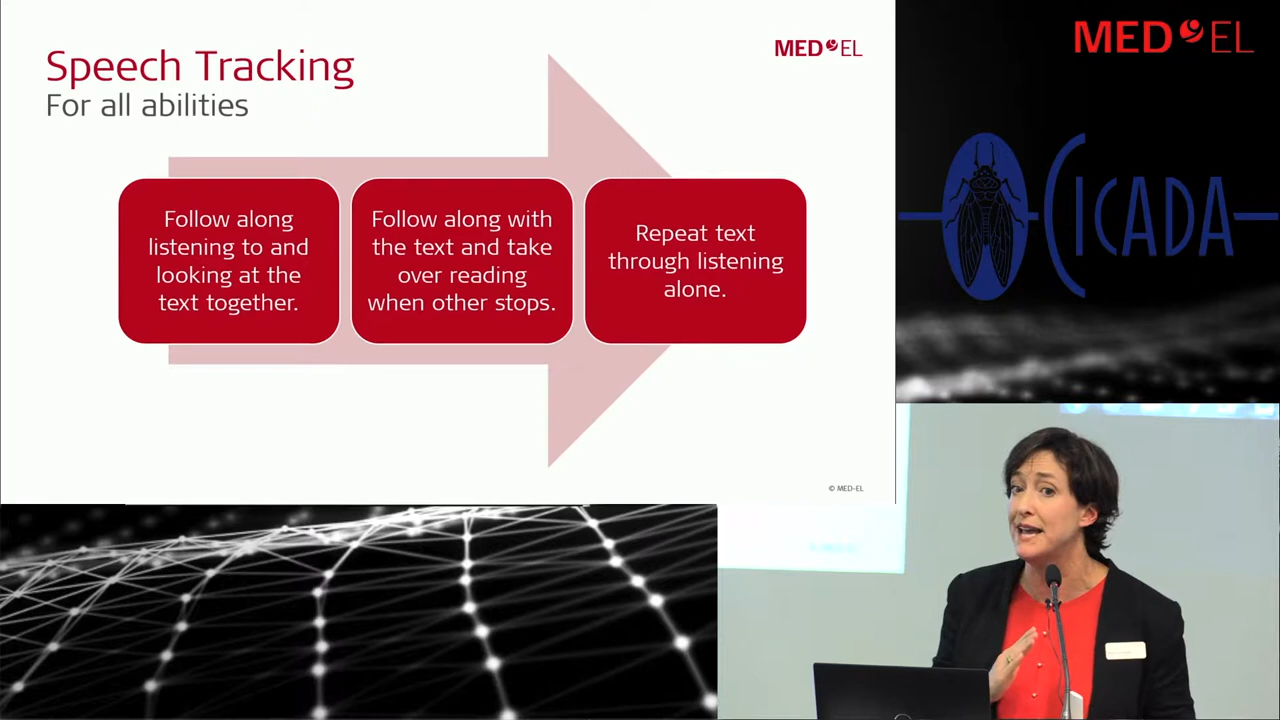 Speech Tracking
For all abilities
MED EL
Follow along
listening to and
looking at the
text together.
Follow along with
the text and take
over reading
when other stops.
Repeat text
through listening
alone.
© MED-EL
MED EL
CICADA